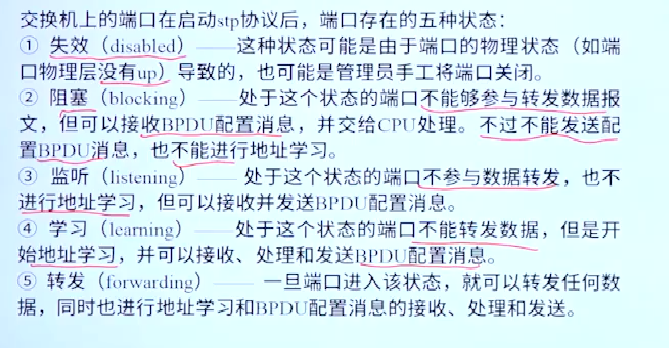 交换机上的端口在启动stp协议后，端口存在的五种状态：
① 失效（disabled）——这种状态可能是由于端口的物理状态（如端
口物理层没有up）导致的，也可能是管理员手工将端口关闭。
② 阻塞（blocking）——处于这个状态的端口不能够参与转发数据报
文，但可以接收BPDU配置消息，并交给CPU处理。不过不能发送配
置BPDU消息，也不能进行地址学习。
③ 监听（listening）——处于这个状态的端口不参与数据转发，也不
进行地址学习，但可以接收并发送BPDU配置消息。
④ 学习（learning）——处于这个状态的端口不能转发数据，但是开
始地址学习，并可以接收、处理和发送BPDU配置消息。
⑤ 转发（forwarding）—— 一旦端口进入该状态，就可以转发任何数
据，同时也进行地址学习和BPDU配置消息的接收、处理和发送。